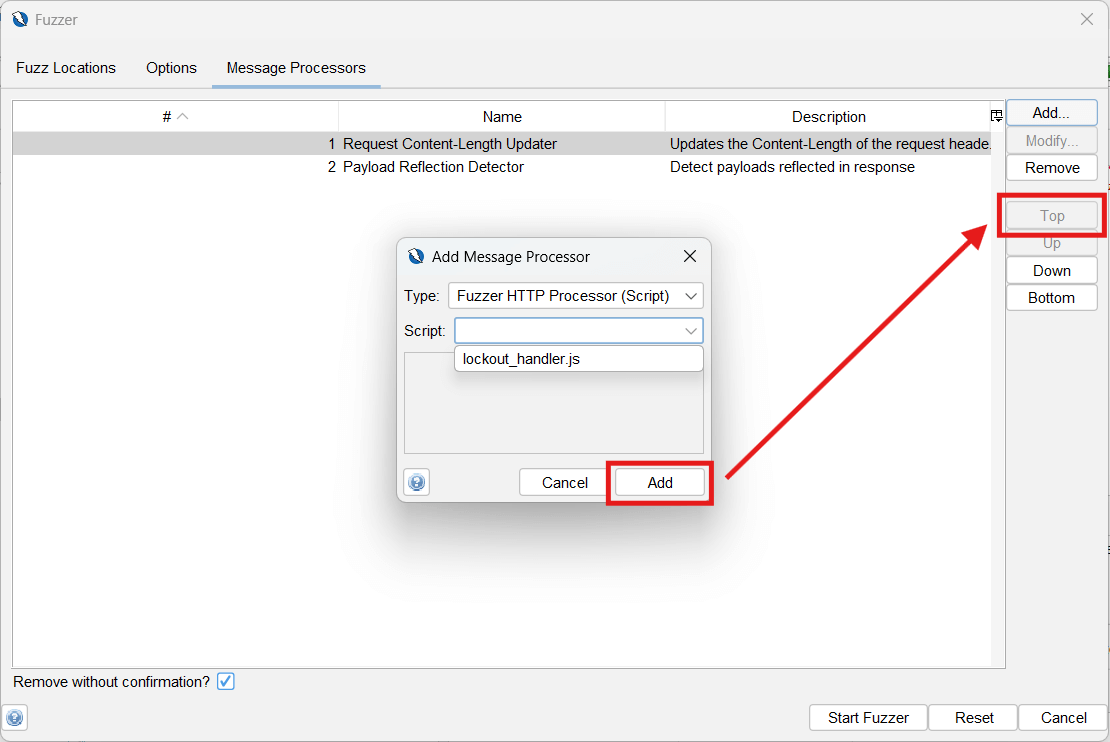 Fuzzer
Fuzz Locations Options Message Processors
# Name Description
1 Request Content-Length Updater Updates the Content-Length of the request heade.
2 Payload Reflection Detector Detect payloads reflected in response
Add...
Modify...
Remove
Top
Up
Down
Bottom
Add Message Processor
Type: Fuzzer HTTP Processor (Script)
Script:
lockout_handler.js
Cancel Add
Remove without confirmation?
Start Fuzzer Reset Cancel